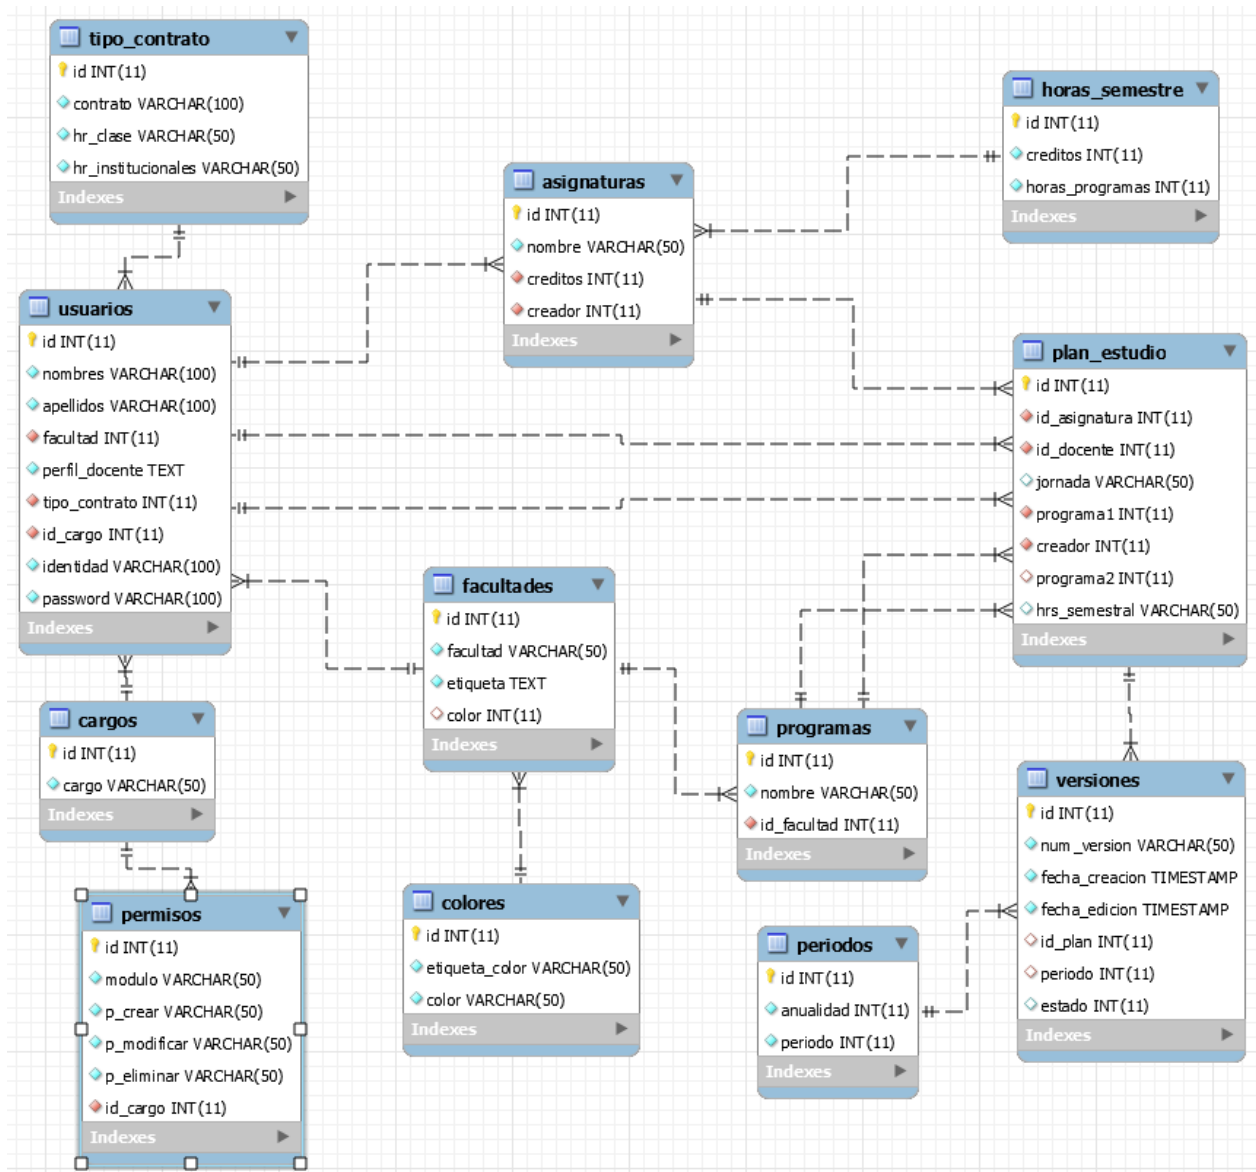 tipo_contrato
id INT(11)
contrato VARCHAR(100)
hr_clase VARCHAR(50)
hr_institucionales VARCHAR(50)
Indexes
horas_semestre
id INT(11)
creditos INT(11)
horas_programas INT(11)
Indexes
asignaturas
id INT(11)
nombre VARCHAR(50)
creditos INT(11)
creador INT(11)
Indexes
usuarios
id INT(11)
nombres VARCHAR(100)
apellidos VARCHAR(100)
facultad INT(11)
perfil_docente TEXT
tipo_contrato INT(11)
id_cargo INT(11)
identidad VARCHAR(100)
password VARCHAR(100)
Indexes
plan_estudio
id INT(11)
id_asignatura INT(11)
id_docente INT(11)
jornada VARCHAR(50)
programa1 INT(11)
creador INT(11)
programa2 INT(11)
hrs_semestral VARCHAR(50)
Indexes
facultades
id INT(11)
facultad VARCHAR(50)
etiqueta TEXT
color INT(11)
Indexes
cargos
id INT(11)
cargo VARCHAR(50)
Indexes
programas
id INT(11)
nombre VARCHAR(50)
id_facultad INT(11)
Indexes
versiones
id INT(11)
num_version VARCHAR(50)
fecha_creacion TIMESTAMP
fecha_edicion TIMESTAMP
id_plan INT(11)
periodo INT(11)
estado INT(11)
Indexes
permisos
id INT(11)
modulo VARCHAR(50)
p_crear VARCHAR(50)
p_modificar VARCHAR(50)
p_eliminar VARCHAR(50)
id_cargo INT(11)
Indexes
colores
id INT(11)
etiqueta_color VARCHAR(50)
color VARCHAR(50)
Indexes
periodos
id INT(11)
anualidad INT(11)
periodo INT(11)
Indexes